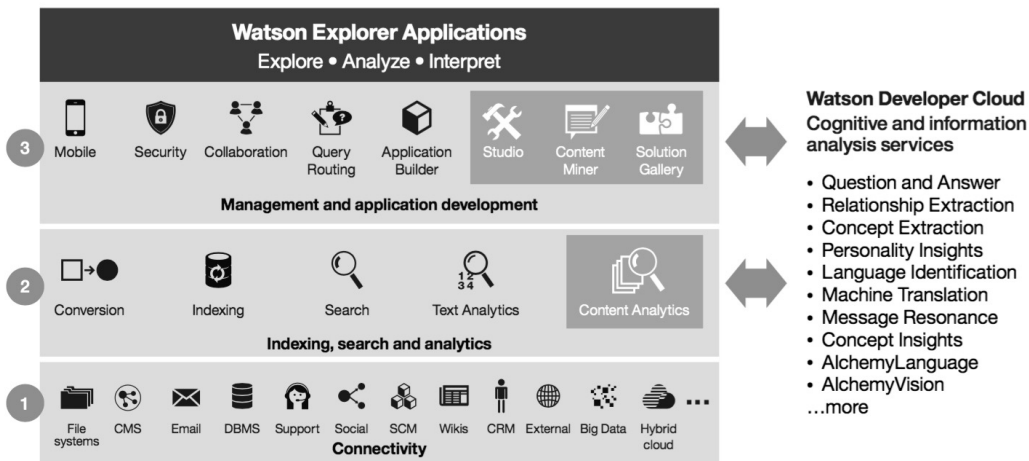 Watson Explorer Applications
Explore • Analyze • Interpret
3
Mobile
Security
Collaboration
Query
Routing
Application
Builder
Studio
Content
Miner
Solution
Gallery
Management and application development
2
Conversion
Indexing
Search
1 2
3 4
Text Analytics
Content Analytics
Indexing, search and analytics
1
File
systems
CMS
Email
DBMS
Support
Social
SCM
Wikis
CRM
External
Big Data
Hybrid
cloud
...
Connectivity
Watson Developer Cloud
Cognitive and information
analysis services
• Question and Answer
• Relationship Extraction
• Concept Extraction
• Personality Insights
• Language Identification
• Machine Translation
• Message Resonance
• Concept Insights
• AlchemyLanguage
• AlchemyVision
...more